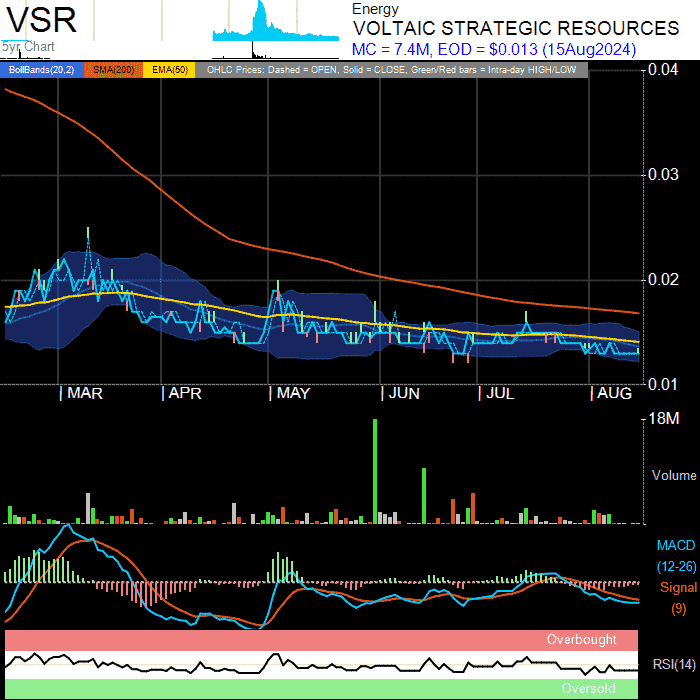 VSR
5yr Chart
Energy
VOLTAIC STRATEGIC RESOURCES
MC = 7.4M, EOD = $0.013 (15Aug2024)
BollBands(20,2) SMA(200) EMA(50) OHLC Prices: Dashed = OPEN, Solid = CLOSE, Green/Red bars = Intra-day HIGH/LOW
0.04
0.03
0.02
0.01
MAR APR MAY JUN JUL AUG
18M
Volume
MACD
(12-26)
Signal
(9)
Overbought
RSI(14)
Oversold